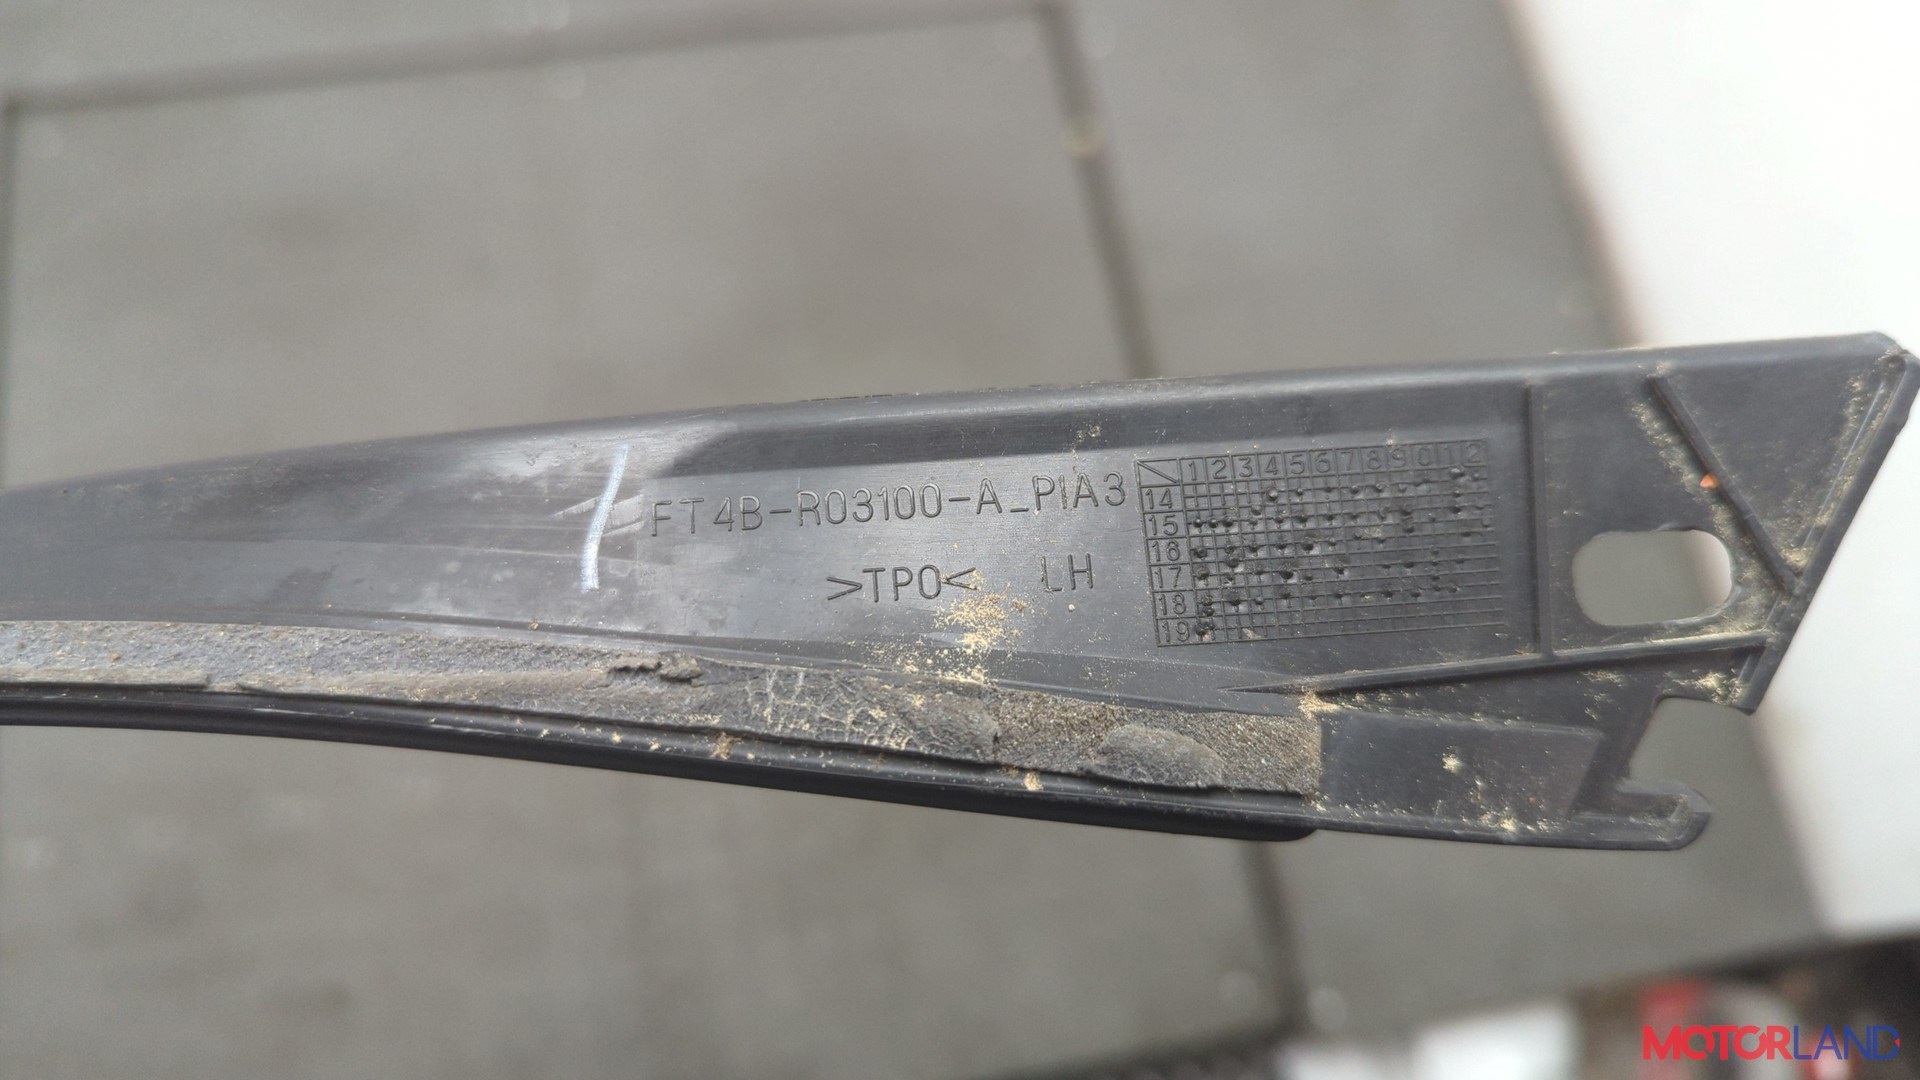 FT4B-R03100-A_PIA3
>TPO< LH
1 2 3 4 5 6 7 8 9 0 1 2
14
15
16
17
18
19
MOTORLAND